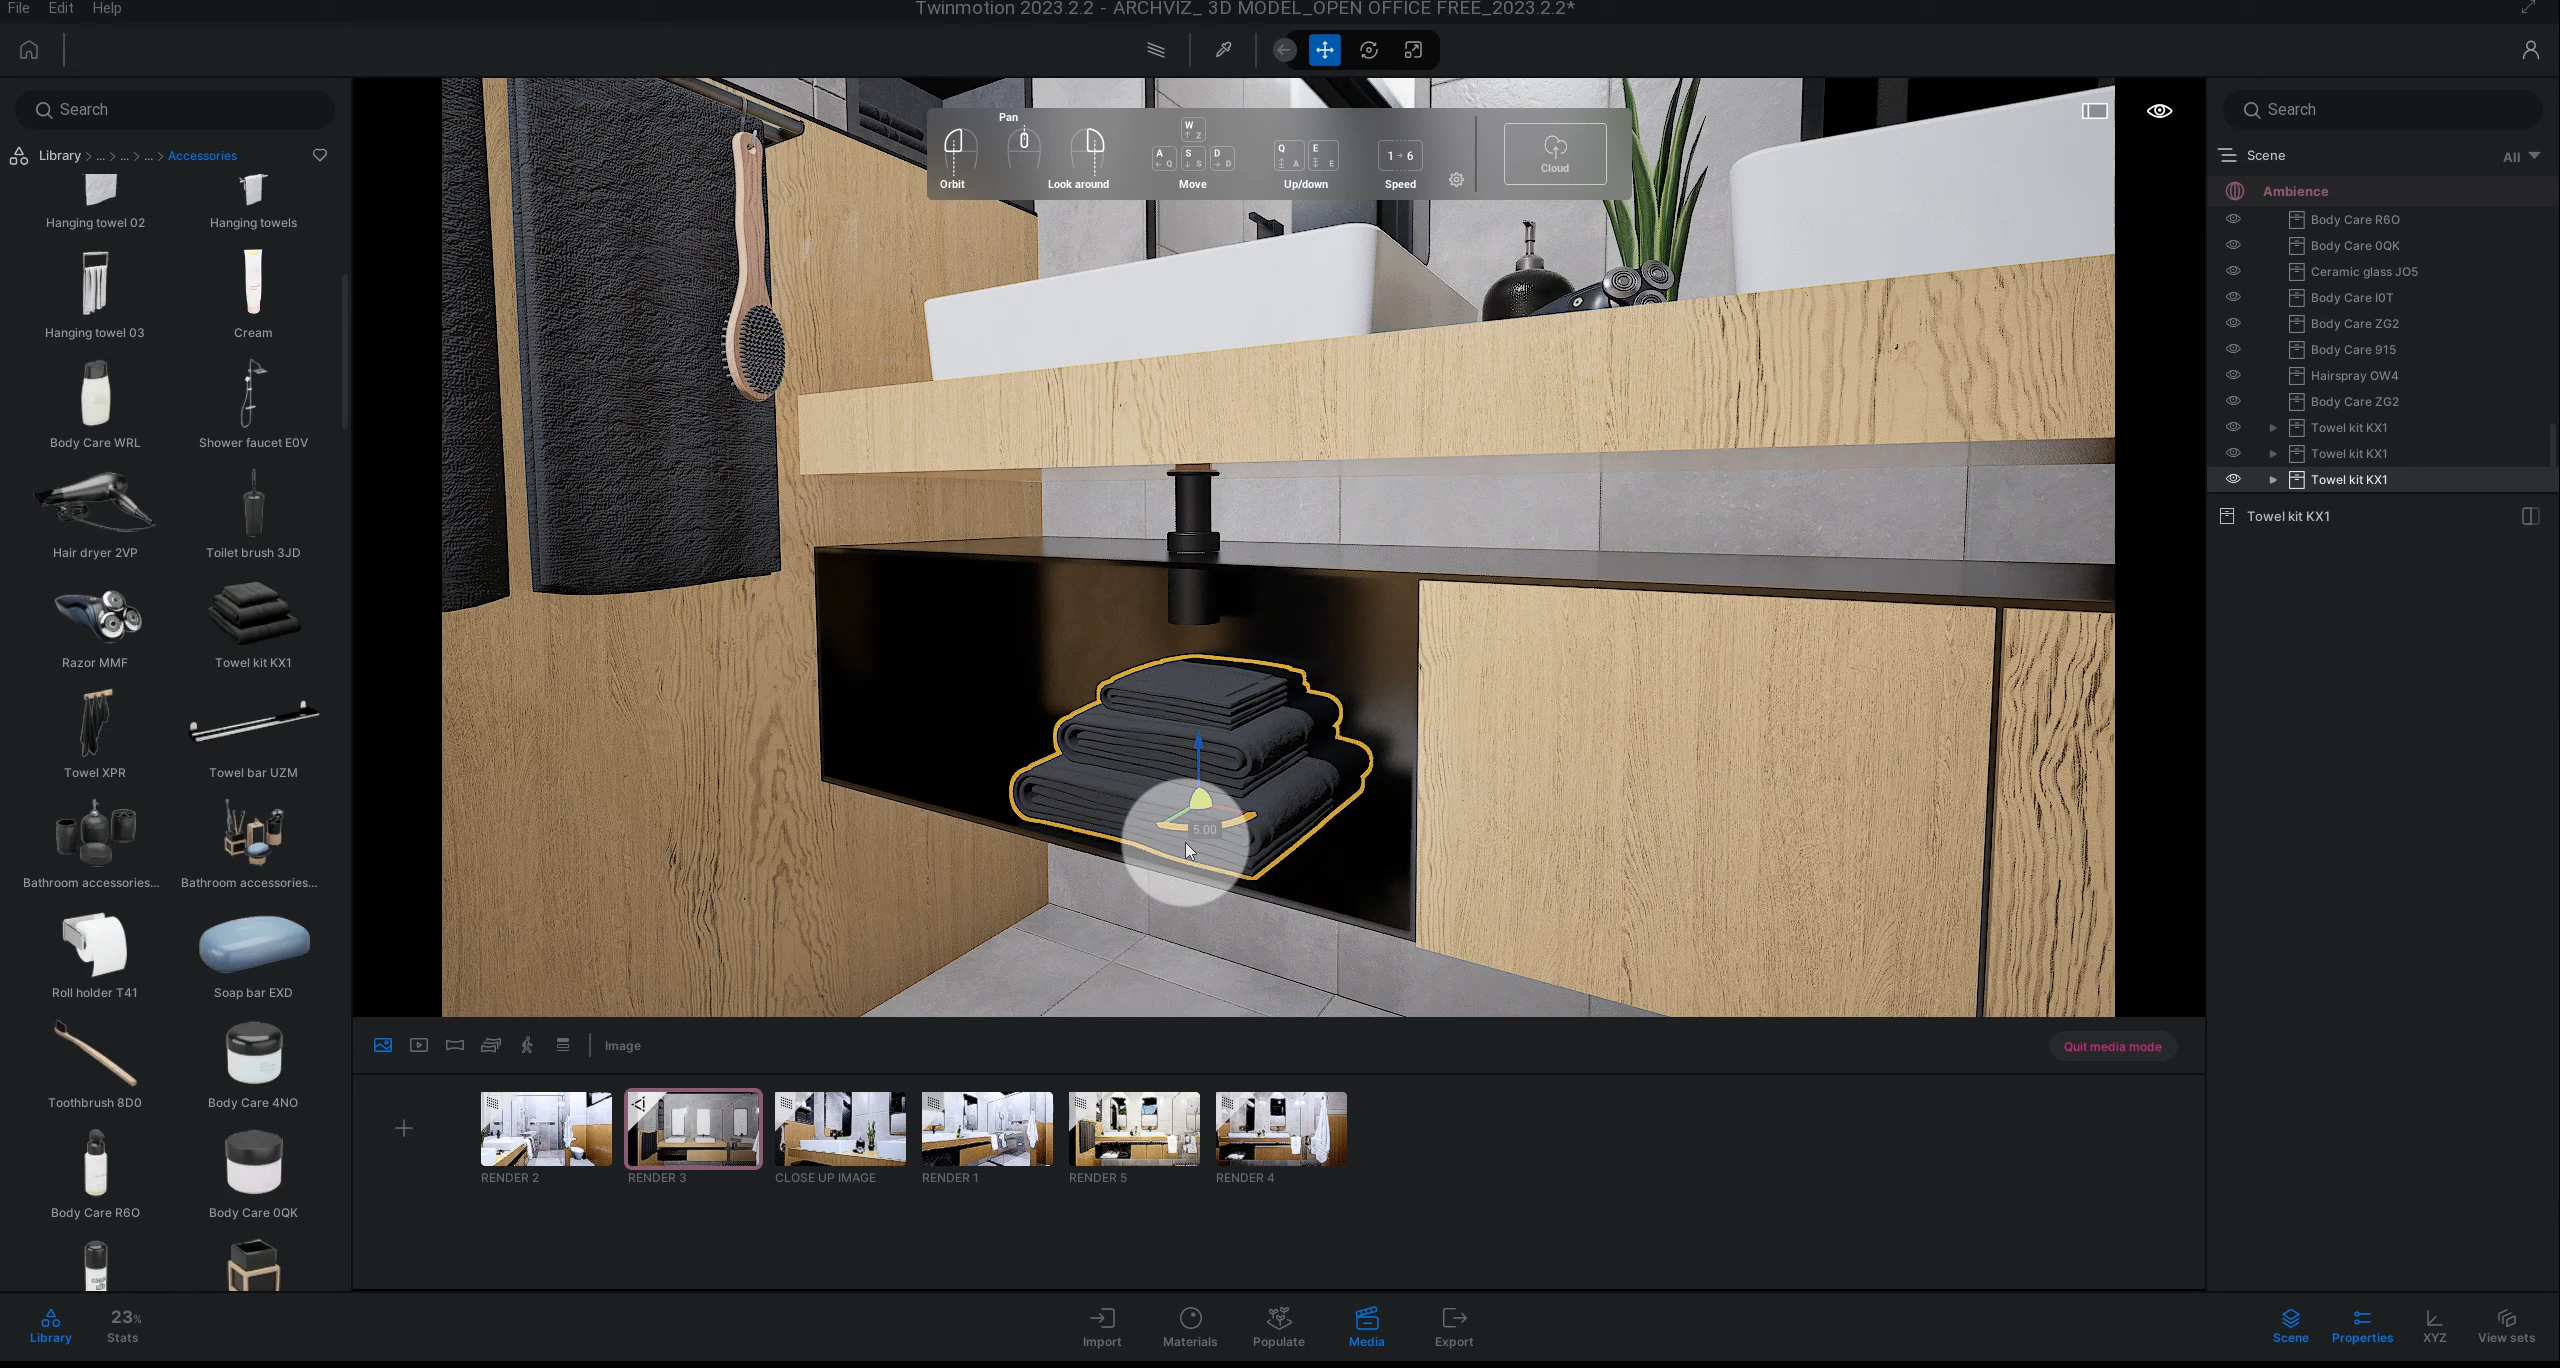 File Edit Help
Twinmotion 2023.2.2 - ARCHVIZ_ 3D MODEL_OPEN OFFICE FREE_2023.2.2*
Search
Library > ... > ... > ... > Accessories
Hanging towel 02
Hanging towels
Hanging towel 03
Cream
Body Care WRL
Shower faucet E0V
Hair dryer 2VP
Toilet brush 3JD
Razor MMF
Towel kit KX1
Towel XPR
Towel bar UZM
Bathroom accessories...
Bathroom accessories...
Roll holder T41
Soap bar EXD
Toothbrush 8D0
Body Care 4NO
Body Care R6O
Body Care 0QK
Pan
Orbit
Look around
W
Z
A
Q
S
S
D
D
Move
Q
A
E
E
Up/down
1 - 6
Speed
Cloud
5.00
Search
Scene
All
Ambience
Body Care R6O
Body Care 0QK
Ceramic glass JO5
Body Care I0T
Body Care ZG2
Body Care 915
Hairspray OW4
Body Care ZG2
Towel kit KX1
Towel kit KX1
Towel kit KX1
Towel kit KX1
Image
Quit media mode
RENDER 2
RENDER 3
CLOSE UP IMAGE
RENDER 1
RENDER 5
RENDER 4
Library
23%
Stats
Import
Materials
Populate
Media
Export
Scene
Properties
XYZ
View sets